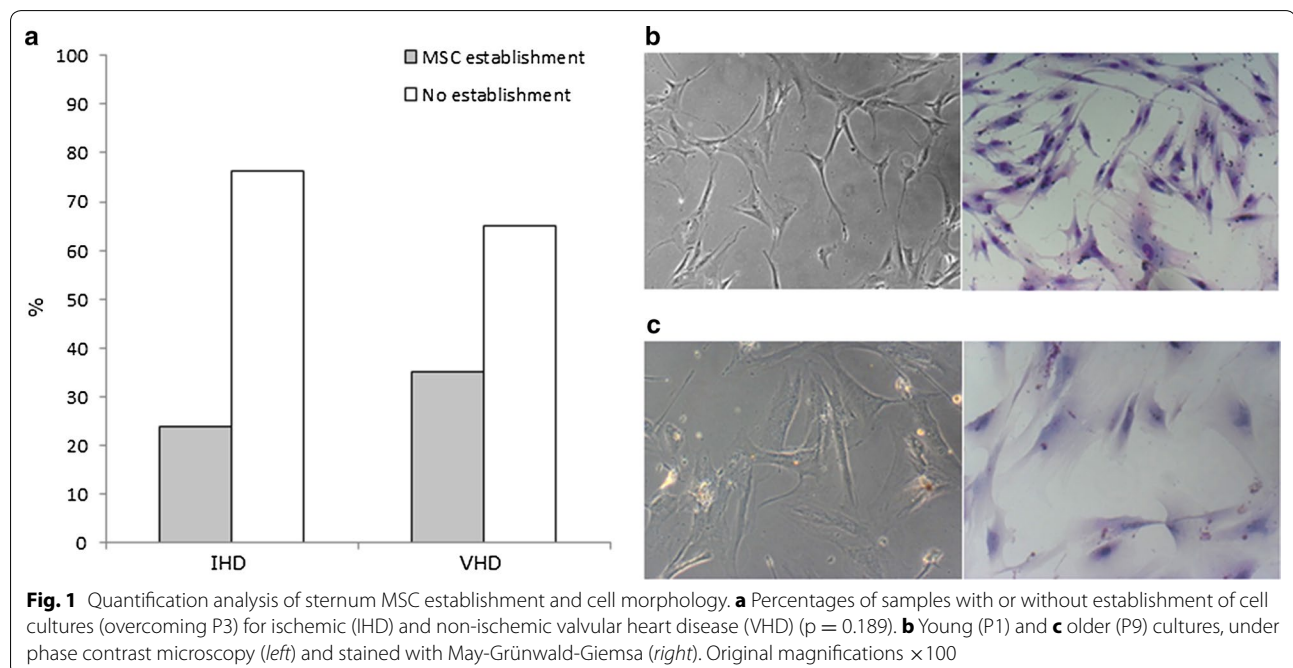 a
MSC establishment
No establishment
100
90
80
70
60
50
40
30
20
10
0
%
IHD
VHD
b
c
Fig. 1 Quantification analysis of sternum MSC establishment and cell morphology. a Percentages of samples with or without establishment of cell
cultures (overcoming P3) for ischemic (IHD) and non-ischemic valvular heart disease (VHD) (p = 0.189). b Young (P1) and c older (P9) cultures, under
phase contrast microscopy (left) and stained with May-Grünwald-Giemsa (right). Original magnifications ×100